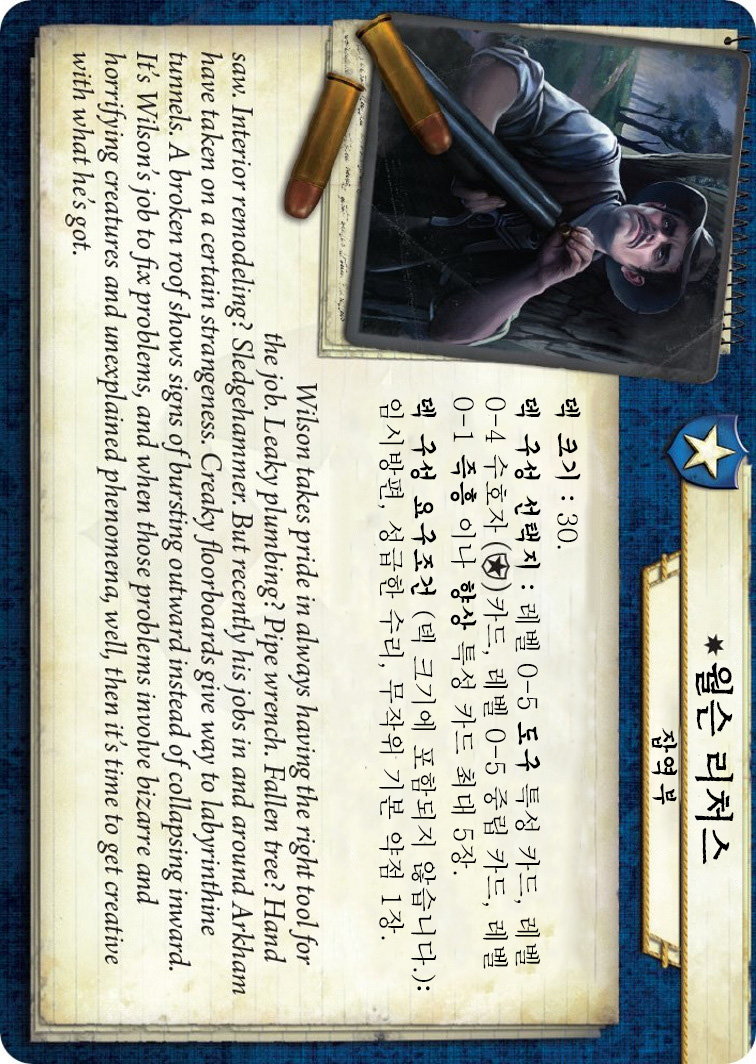 ✷윌슨 리처스
잡역부
덱 크기 : 30.
덱 구성 선택지 : 레벨 0–5 도구 특성 카드, 레벨
0–4 수호자 ()카드, 레벨 0–5 중립 카드, 레벨
0–1 즉흥 이나 향상 특성 카드 최대 5장.
덱 구성 요구조건 (덱 크기에 포함되지 않습니다.):
임시방편, 성급한 수리, 무작위 기본 약점 1장.
Wilson takes pride in always having the right tool for
the job. Leaky plumbing? Pipe wrench. Fallen tree? Hand
saw. Interior remodeling? Sledgehammer. But recently his jobs in and around Arkham
have taken on a certain strangeness. Creaky floorboards give way to labyrinthine
tunnels. A broken roof shows signs of bursting outward instead of collapsing inward.
It's Wilson's job to fix problems, and when those problems involve bizarre and
horrifying creatures and unexplained phenomena, well, then it's time to get creative
with what he's got.